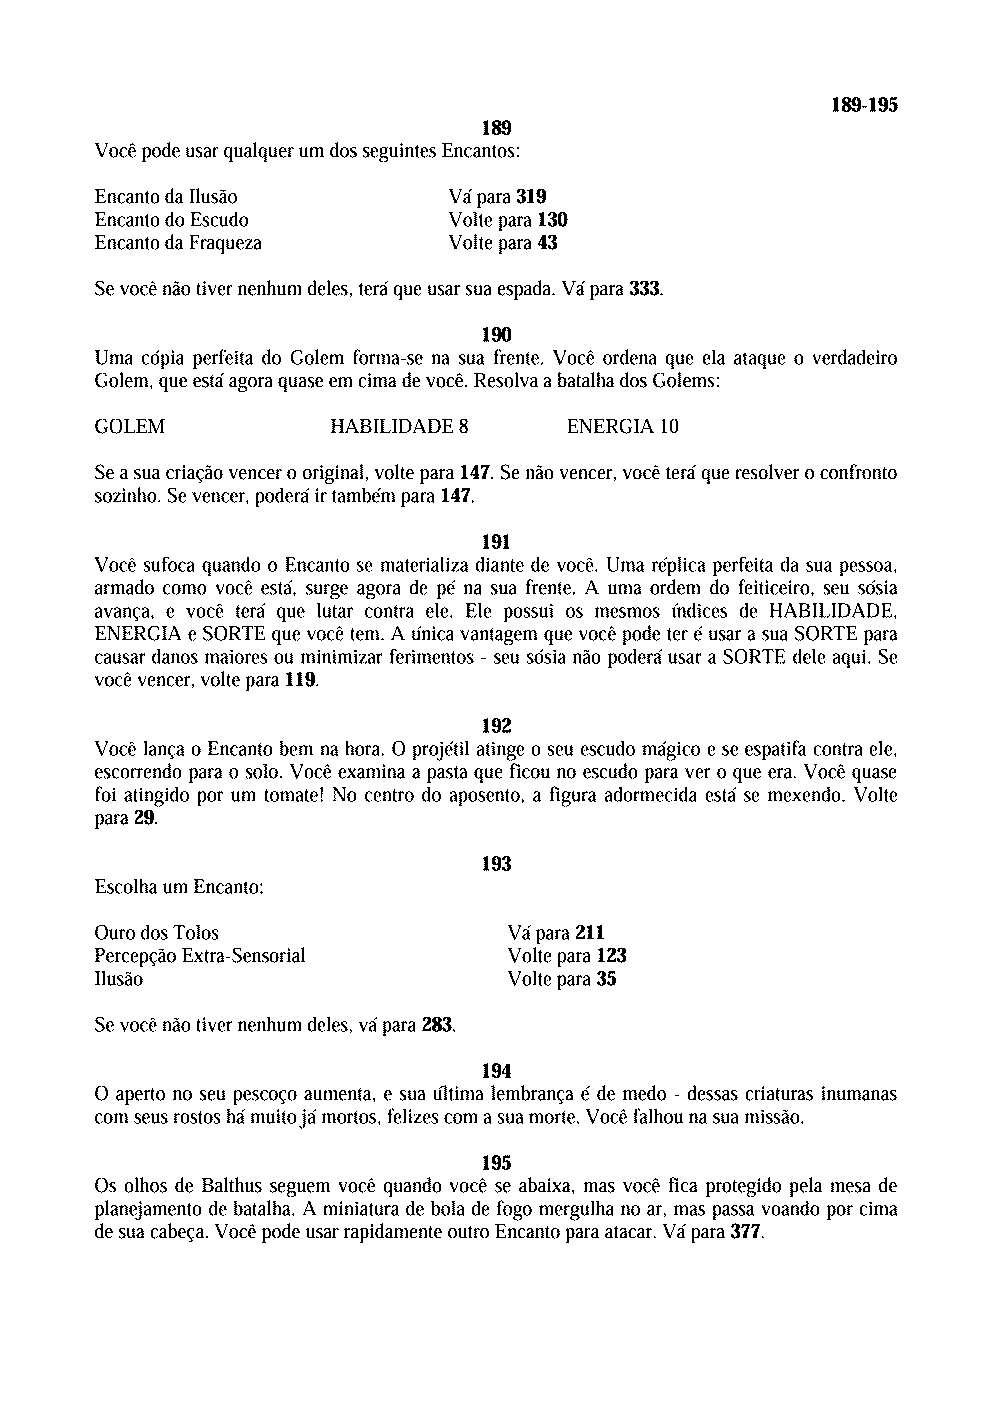 189-195
189
Você pode usar qualquer um dos seguintes Encantos:
Encanto da Ilusão Vá para 319
Encanto do Escudo Volte para 130
Encanto da Fraqueza Volte para 43
Se você não tiver nenhum deles, terá que usar sua espada. Vá para 333.
190
Uma cópia perfeita do Golem forma-se na sua frente. Você ordena que ela ataque o verdadeiro
Golem, que está agora quase em cima de você. Resolva a batalha dos Golems:
GOLEM HABILIDADE 8 ENERGIA 10
Se a sua criação vencer o original, volte para 147. Se não vencer, você terá que resolver o confronto
sozinho. Se vencer, poderá ir também para 147.
191
Você sufoca quando o Encanto se materializa diante de você. Uma réplica perfeita da sua pessoa,
armado como você está, surge agora de pé na sua frente. A uma ordem do feiticeiro, seu sósia
avança, e você terá que lutar contra ele. Ele possui os mesmos índices de HABILIDADE,
ENERGIA e SORTE que você tem. A única vantagem que você pode ter é usar a sua SORTE para
causar danos maiores ou minimizar ferimentos - seu sósia não poderá usar a SORTE dele aqui. Se
você vencer, volte para 119.
192
Você lança o Encanto bem na hora. O projétil atinge o seu escudo mágico e se espatifa contra ele,
escorrendo para o solo. Você examina a pasta que ficou no escudo para ver o que era. Você quase
foi atingido por um tomate! No centro do aposento, a figura adormecida está se mexendo. Volte
para 29.
193
Escolha um Encanto:
Ouro dos Tolos Vá para 211
Percepção Extra-Sensorial Volte para 123
Ilusão Volte para 35
Se você não tiver nenhum deles, vá para 283.
194
O aperto no seu pescoço aumenta, e sua última lembrança é de medo - dessas criaturas inumanas
com seus rostos há muito já mortos, felizes com a sua morte. Você falhou na sua missão.
195
Os olhos de Balthus seguem você quando você se abaixa, mas você fica protegido pela mesa de
planejamento de batalha. A miniatura de bola de fogo mergulha no ar, mas passa voando por cima
de sua cabeça. Você pode usar rapidamente outro Encanto para atacar. Vá para 377.